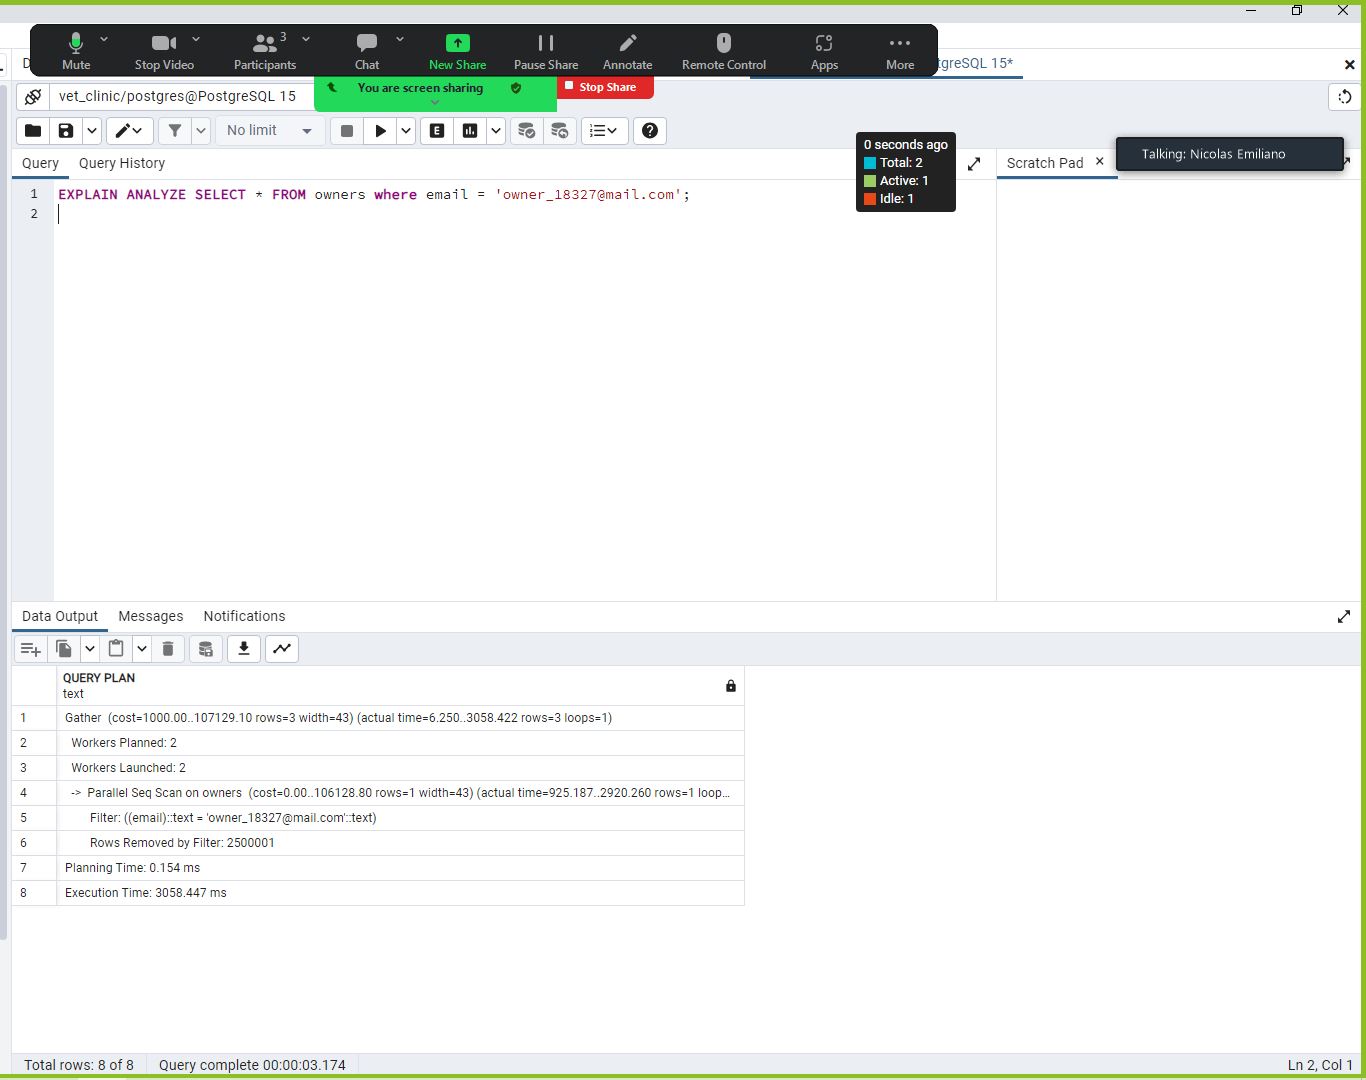 Mute
Stop Video
Participants
3
Chat
New Share
Pause Share
Annotate
Remote Control
Apps
More
greSQL 15*
You are screen sharing
Stop Share
vet_clinic/postgres@PostgreSQL 15
No limit
E
Query
Query History
0 seconds ago
Total: 2
Active: 1
Idle: 1
Scratch Pad
Talking: Nicolas Emiliano
1
EXPLAIN ANALYZE SELECT * FROM owners where email = 'owner_18327@mail.com';
2
Data Output
Messages
Notifications
QUERY PLAN
text
1 Gather (cost=1000.00..107129.10 rows=3 width=43) (actual time=6.250..3058.422 rows=3 loops=1)
2 Workers Planned: 2
3 Workers Launched: 2
4 -> Parallel Seq Scan on owners (cost=0.00..106128.80 rows=1 width=43) (actual time=925.187..2920.260 rows=1 loop...
5 Filter: ((email)::text = 'owner_18327@mail.com'::text)
6 Rows Removed by Filter: 2500001
7 Planning Time: 0.154 ms
8 Execution Time: 3058.447 ms
Total rows: 8 of 8
Query complete 00:00:03.174
Ln 2, Col 1